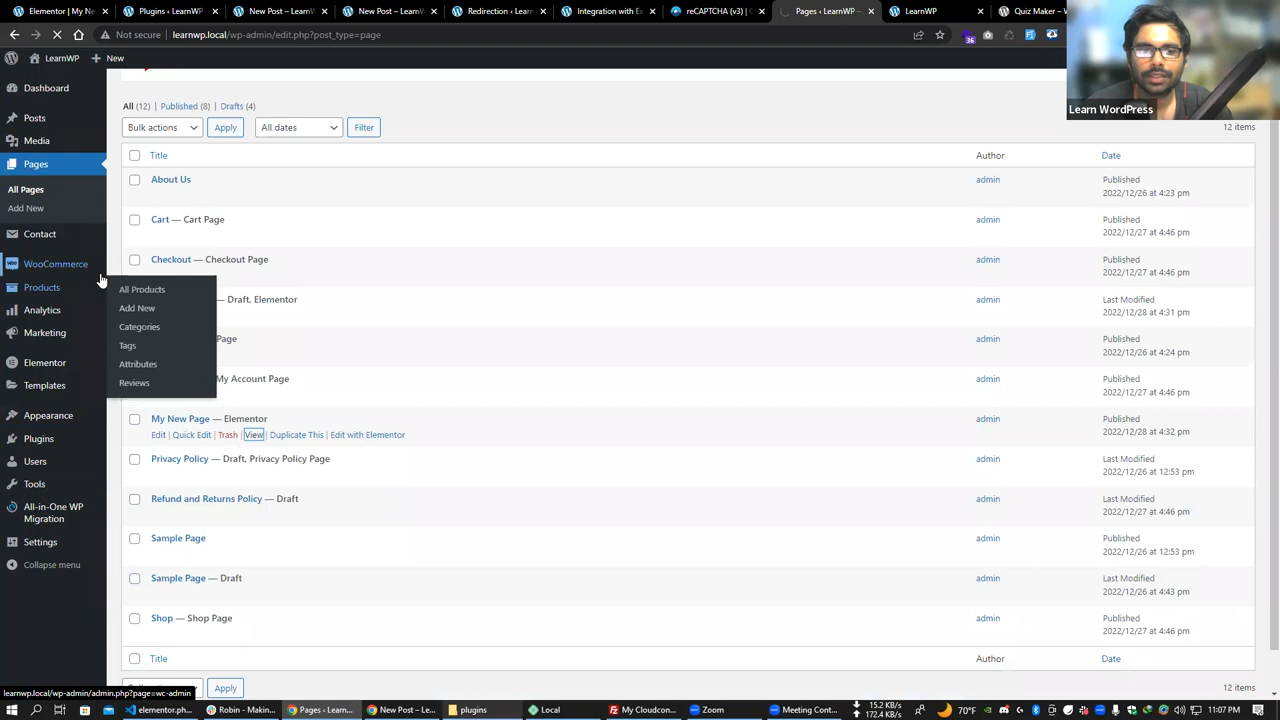 Elementor | ‹ My N
Plugins ‹ LearnWP
New Post – LearnW
New Post – LearnW
Redirection ‹ Learn
Integration with Ex
reCAPTCHA (v3) | C
Pages ‹ LearnWP –
LearnWP
Quiz Maker – W
Not secure | learnwp.local/wp-admin/edit.php?post_type=page
36
LearnWP
New
Learn WordPress
Dashboard
Posts
Media
Pages
All Pages
Add New
Contact
WooCommerce
Products
Analytics
Marketing
Elementor
Templates
Appearance
Plugins
Users
Tools
All-in-One WP
Migration
Settings
Collapse menu
All Products
Add New
Categories
Tags
Attributes
Reviews
All (12) | Published (8) | Drafts (4)
Bulk actions Apply All dates Filter
12 items
Title Author Date
About Us admin Published
2022/12/26 at 4:23 pm
Cart — Cart Page admin Published
2022/12/27 at 4:46 pm
Checkout — Checkout Page admin Published
2022/12/27 at 4:46 pm
— Draft, Elementor admin Last Modified
2022/12/28 at 4:31 pm
Page admin Published
2022/12/26 at 4:24 pm
My Account Page admin Published
2022/12/27 at 4:46 pm
My New Page — Elementor admin Published
Edit | Quick Edit | Trash | View | Duplicate This | Edit with Elementor
2022/12/28 at 4:32 pm
Privacy Policy — Draft, Privacy Policy Page admin Last Modified
2022/12/26 at 12:53 pm
Refund and Returns Policy — Draft admin Last Modified
2022/12/27 at 4:46 pm
Sample Page admin Published
2022/12/26 at 12:53 pm
Sample Page — Draft admin Last Modified
2022/12/26 at 4:43 pm
Shop — Shop Page admin Published
2022/12/27 at 4:46 pm
Title Author Date
Apply
12 items
learnwp.local/wp-admin/admin.php?page=wc-admin
elementor.ph...
Robin - Makin...
Pages ‹ Learn...
New Post – Le...
plugins
Local
My Cloudcon...
Zoom
Meeting Cont...
15.2 KB/s
172.4 KB/s
70°F
11:07 PM